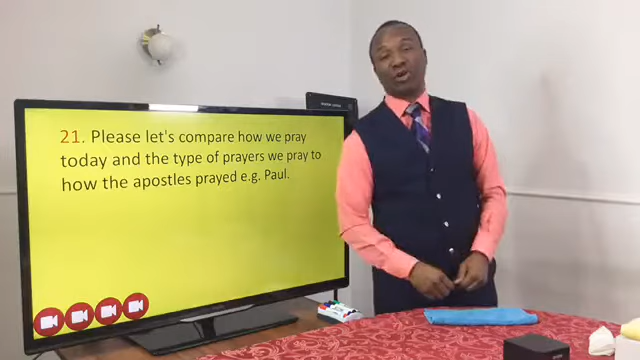 21. Please let's compare how we pray
today and the type of prayers we pray to
how the apostles prayed e.g. Paul.